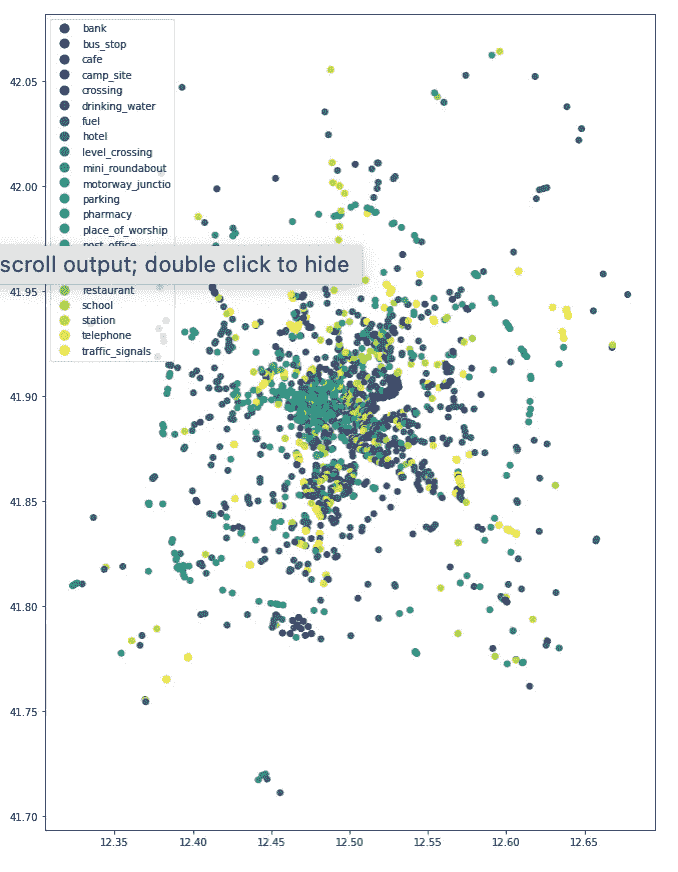 bank
bus_stop
42.05
cafe
camp_site
crossing
drinking_water
fuel
hotel
level_crossing
mini_roundabout
motorway_junctio
42.00
parking
pharmacy
place_of_worship
post_office
scroll output; double click to hide
41.95
restaurant
school
station
telephone
traffic_signals
41.90
41.85
41.80
41.75
41.70
12.35 12.40 12.45 12.50 12.55 12.60 12.65